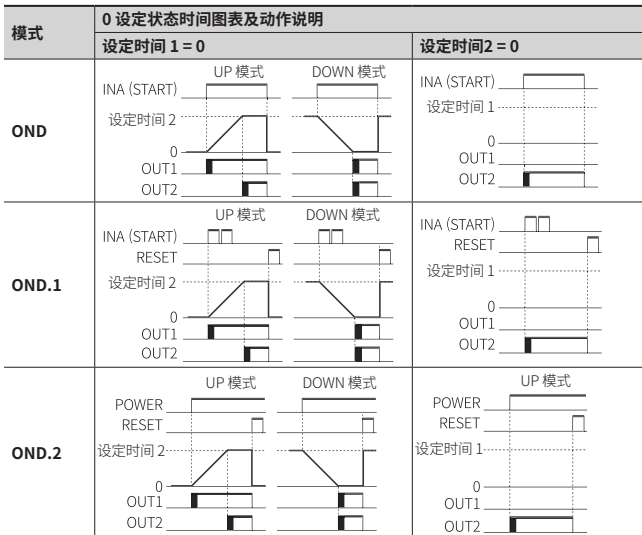 模式
0 设定状态时间图表及动作说明
设定时间 1 = 0
设定时间2 = 0
OND
UP 模式
DOWN 模式
INA (START)
设定时间 2
0
OUT1
OUT2
INA (START)
设定时间 1
0
OUT1
OUT2
OND.1
UP 模式
DOWN 模式
INA (START)
RESET
设定时间 2
0
OUT1
OUT2
INA (START)
RESET
设定时间 1
0
OUT1
OUT2
OND.2
UP 模式
DOWN 模式
POWER
RESET
设定时间 2
0
OUT1
OUT2
UP 模式
POWER
RESET
设定时间 1
0
OUT1
OUT2